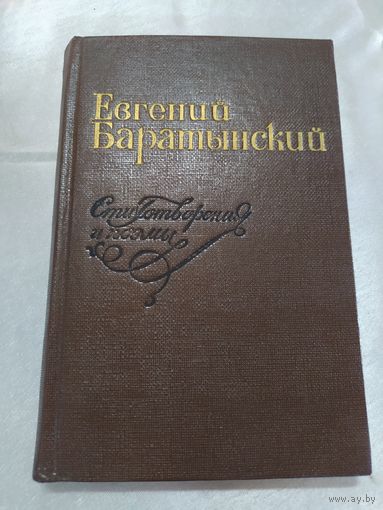 Евгений
Баратынский
Стихотворения
и поэмы
www.ay.by